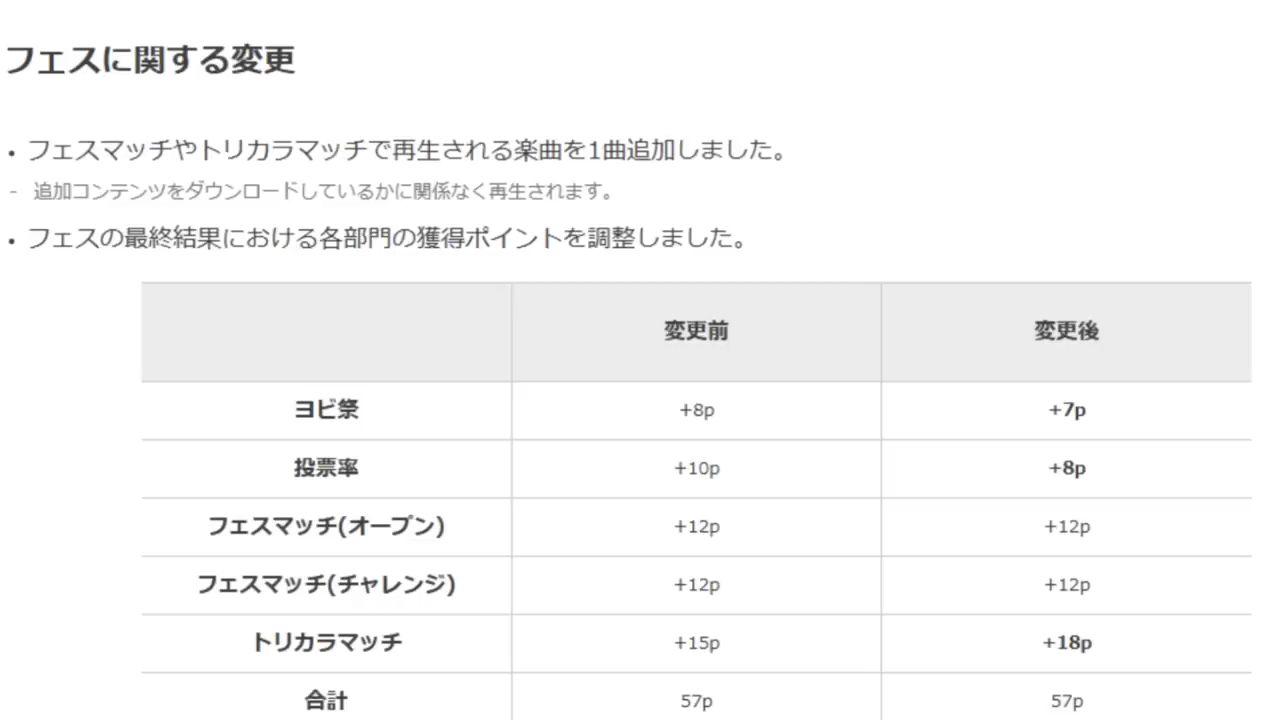 フェスに関する変更
・フェスマッチやトリカラマッチで再生される楽曲を1曲追加しました。
- 追加コンテンツをダウンロードしているかに関係なく再生されます。
・フェスの最終結果における各部門の獲得ポイントを調整しました。
変更前 変更後
ヨビ祭 +8p +7p
投票率 +10p +8p
フェスマッチ(オープン) +12p +12p
フェスマッチ(チャレンジ) +12p +12p
トリカラマッチ +15p +18p
合計 57p 57p